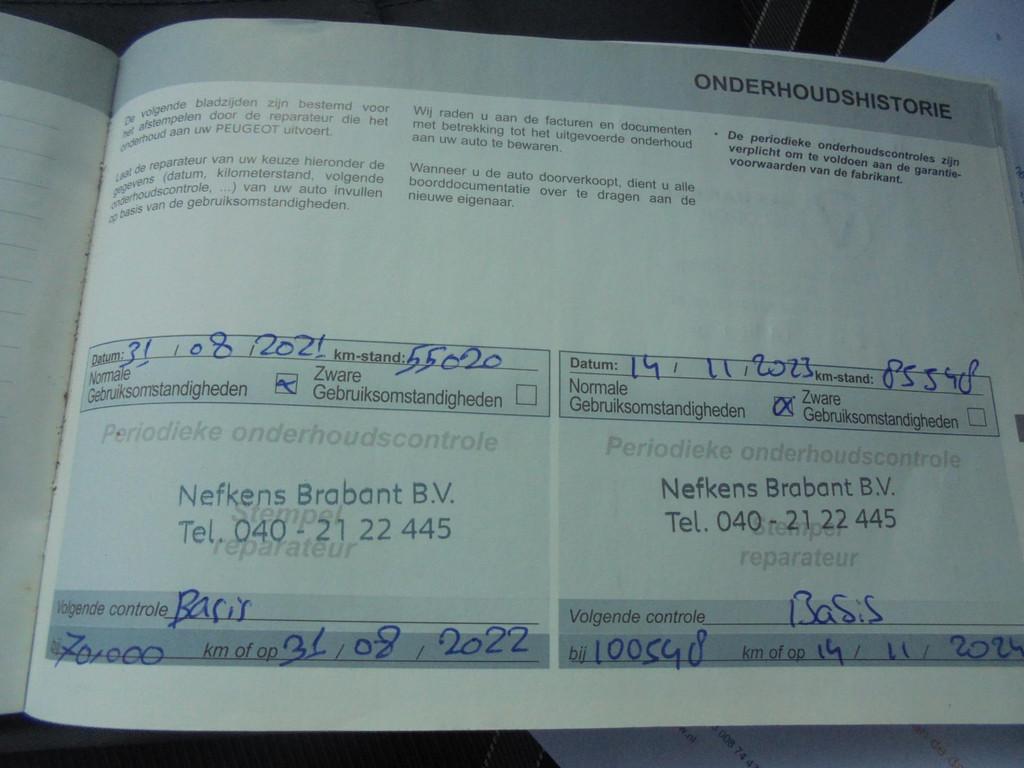 ONDERHOUDSHISTORIE
De volgende bladzijden zijn bestemd voor
het afstempelen door de reparateur die het
onderhoud aan uw PEUGEOT uitvoert.
Laat de reparateur van uw keuze hieronder de
gegevens (datum, kilometerstand, volgende
onderhoudscontrole, ...) van uw auto invullen
op basis van de gebruiksomstandigheden.
Wij raden u aan de facturen en documenten
met betrekking tot het uitgevoerde onderhoud
aan uw auto te bewaren.
Wanneer u de auto doorverkoopt, dient u alle
boorddocumentatie over te dragen aan de
nieuwe eigenaar.
• De periodieke onderhoudscontroles zijn
verplicht om te voldoen aan de garantie-
voorwaarden van de fabrikant.
Datum: 31 / 08 / 2021 km-stand: 55020
Normale Zware
Gebruiksomstandigheden Gebruiksomstandigheden
Periodieke onderhoudscontrole
Nefkens Brabant B.V.
Stempel
Tel. 040 - 21 22 445
reparateur
Volgende controle Basis
bij 70.000 km of op 31 / 08 / 2022
Datum: 14 / 11 / 2023 km-stand: 85548
Normale Zware
Gebruiksomstandigheden Gebruiksomstandigheden
Periodieke onderhoudscontrole
Nefkens Brabant B.V.
Tel. 040 - 21 22 445
Stempel
reparateur
Volgende controle Basis
bij 100548 km of op 14 / 11 / 2024